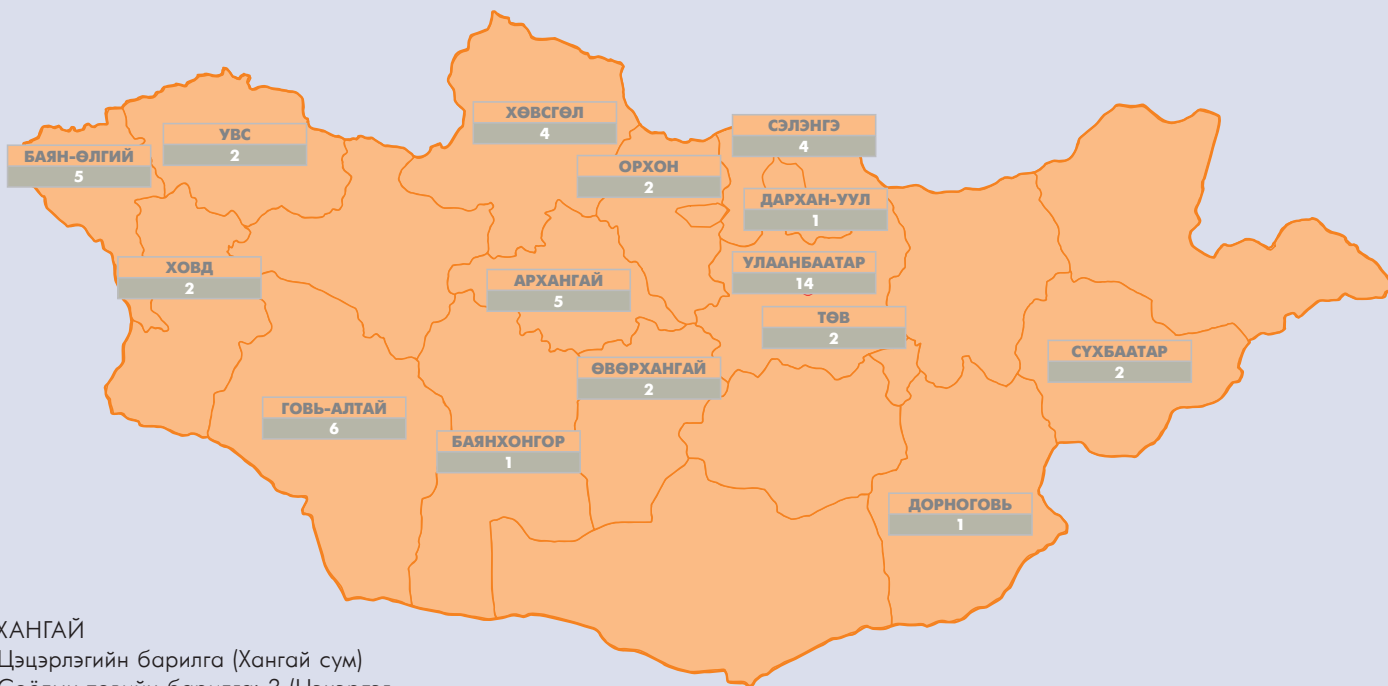 ХӨВСГӨЛ
4
СЭЛЭНГЭ
4
УВС
2
БАЯН-ӨЛГИЙ
5
ОРХОН
2
ДАРХАН-УУЛ
1
ХОВД
2
АРХАНГАЙ
5
УЛААНБААТАР
14
ТӨВ
2
СҮХБААТАР
2
ӨВӨРХАНГАЙ
2
ГОВЬ-АЛТАЙ
6
БАЯНХОНГОР
1
ДОРНОГОВЬ
1
ХАНГАЙ
Цэцэрлэгийн барилга (Хангай сум)